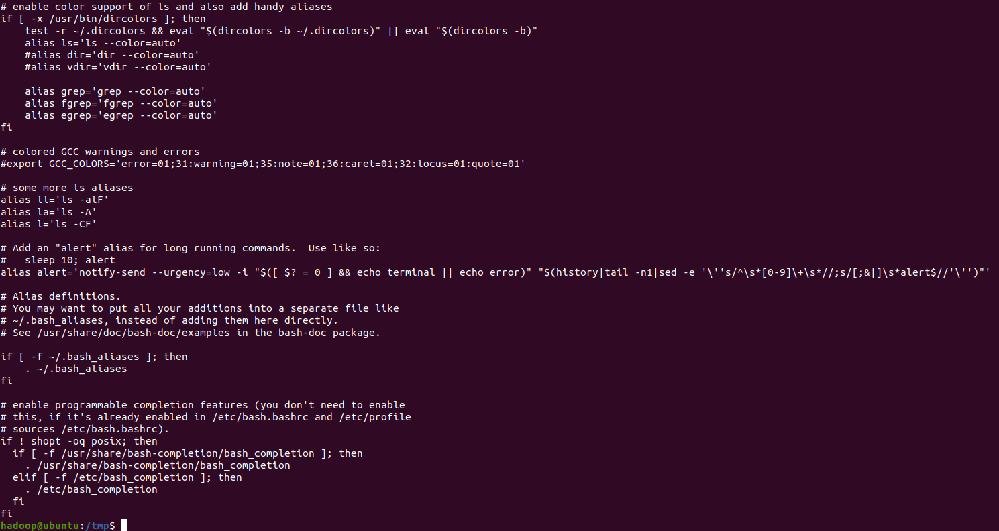 # enable color support of ls and also add handy aliases
if [ -x /usr/bin/dircolors ]; then
    test -r ~/.dircolors && eval "$(dircolors -b ~/.dircolors)" || eval "$(dircolors -b)"
    alias ls='ls --color=auto'
    #alias dir='dir --color=auto'
    #alias vdir='vdir --color=auto'

    alias grep='grep --color=auto'
    alias fgrep='fgrep --color=auto'
    alias egrep='egrep --color=auto'
fi

# colored GCC warnings and errors
#export GCC_COLORS='error=01;31:warning=01;35:note=01;36:caret=01;32:locus=01:quote=01'

# some more ls aliases
alias ll='ls -alF'
alias la='ls -A'
alias l='ls -CF'

# Add an "alert" alias for long running commands.  Use like so:
#   sleep 10; alert
alias alert='notify-send --urgency=low -i "$([ $? = 0 ] && echo terminal || echo error)" "$(history|tail -n1|sed -e '\''s/^\s*[0-9]\+\s*//;s/[;&|]\s*alert$//'\'')"'

# Alias definitions.
# You may want to put all your additions into a separate file like
# ~/.bash_aliases, instead of adding them here directly.
# See /usr/share/doc/bash-doc/examples in the bash-doc package.

if [ -f ~/.bash_aliases ]; then
    . ~/.bash_aliases
fi

# enable programmable completion features (you don't need to enable
# this, if it's already enabled in /etc/bash.bashrc and /etc/profile
# sources /etc/bash.bashrc).
if ! shopt -oq posix; then
  if [ -f /usr/share/bash-completion/bash_completion ]; then
    . /usr/share/bash-completion/bash_completion
  elif [ -f /etc/bash_completion ]; then
    . /etc/bash_completion
  fi
fi
hadoop@ubuntu:/tmp$